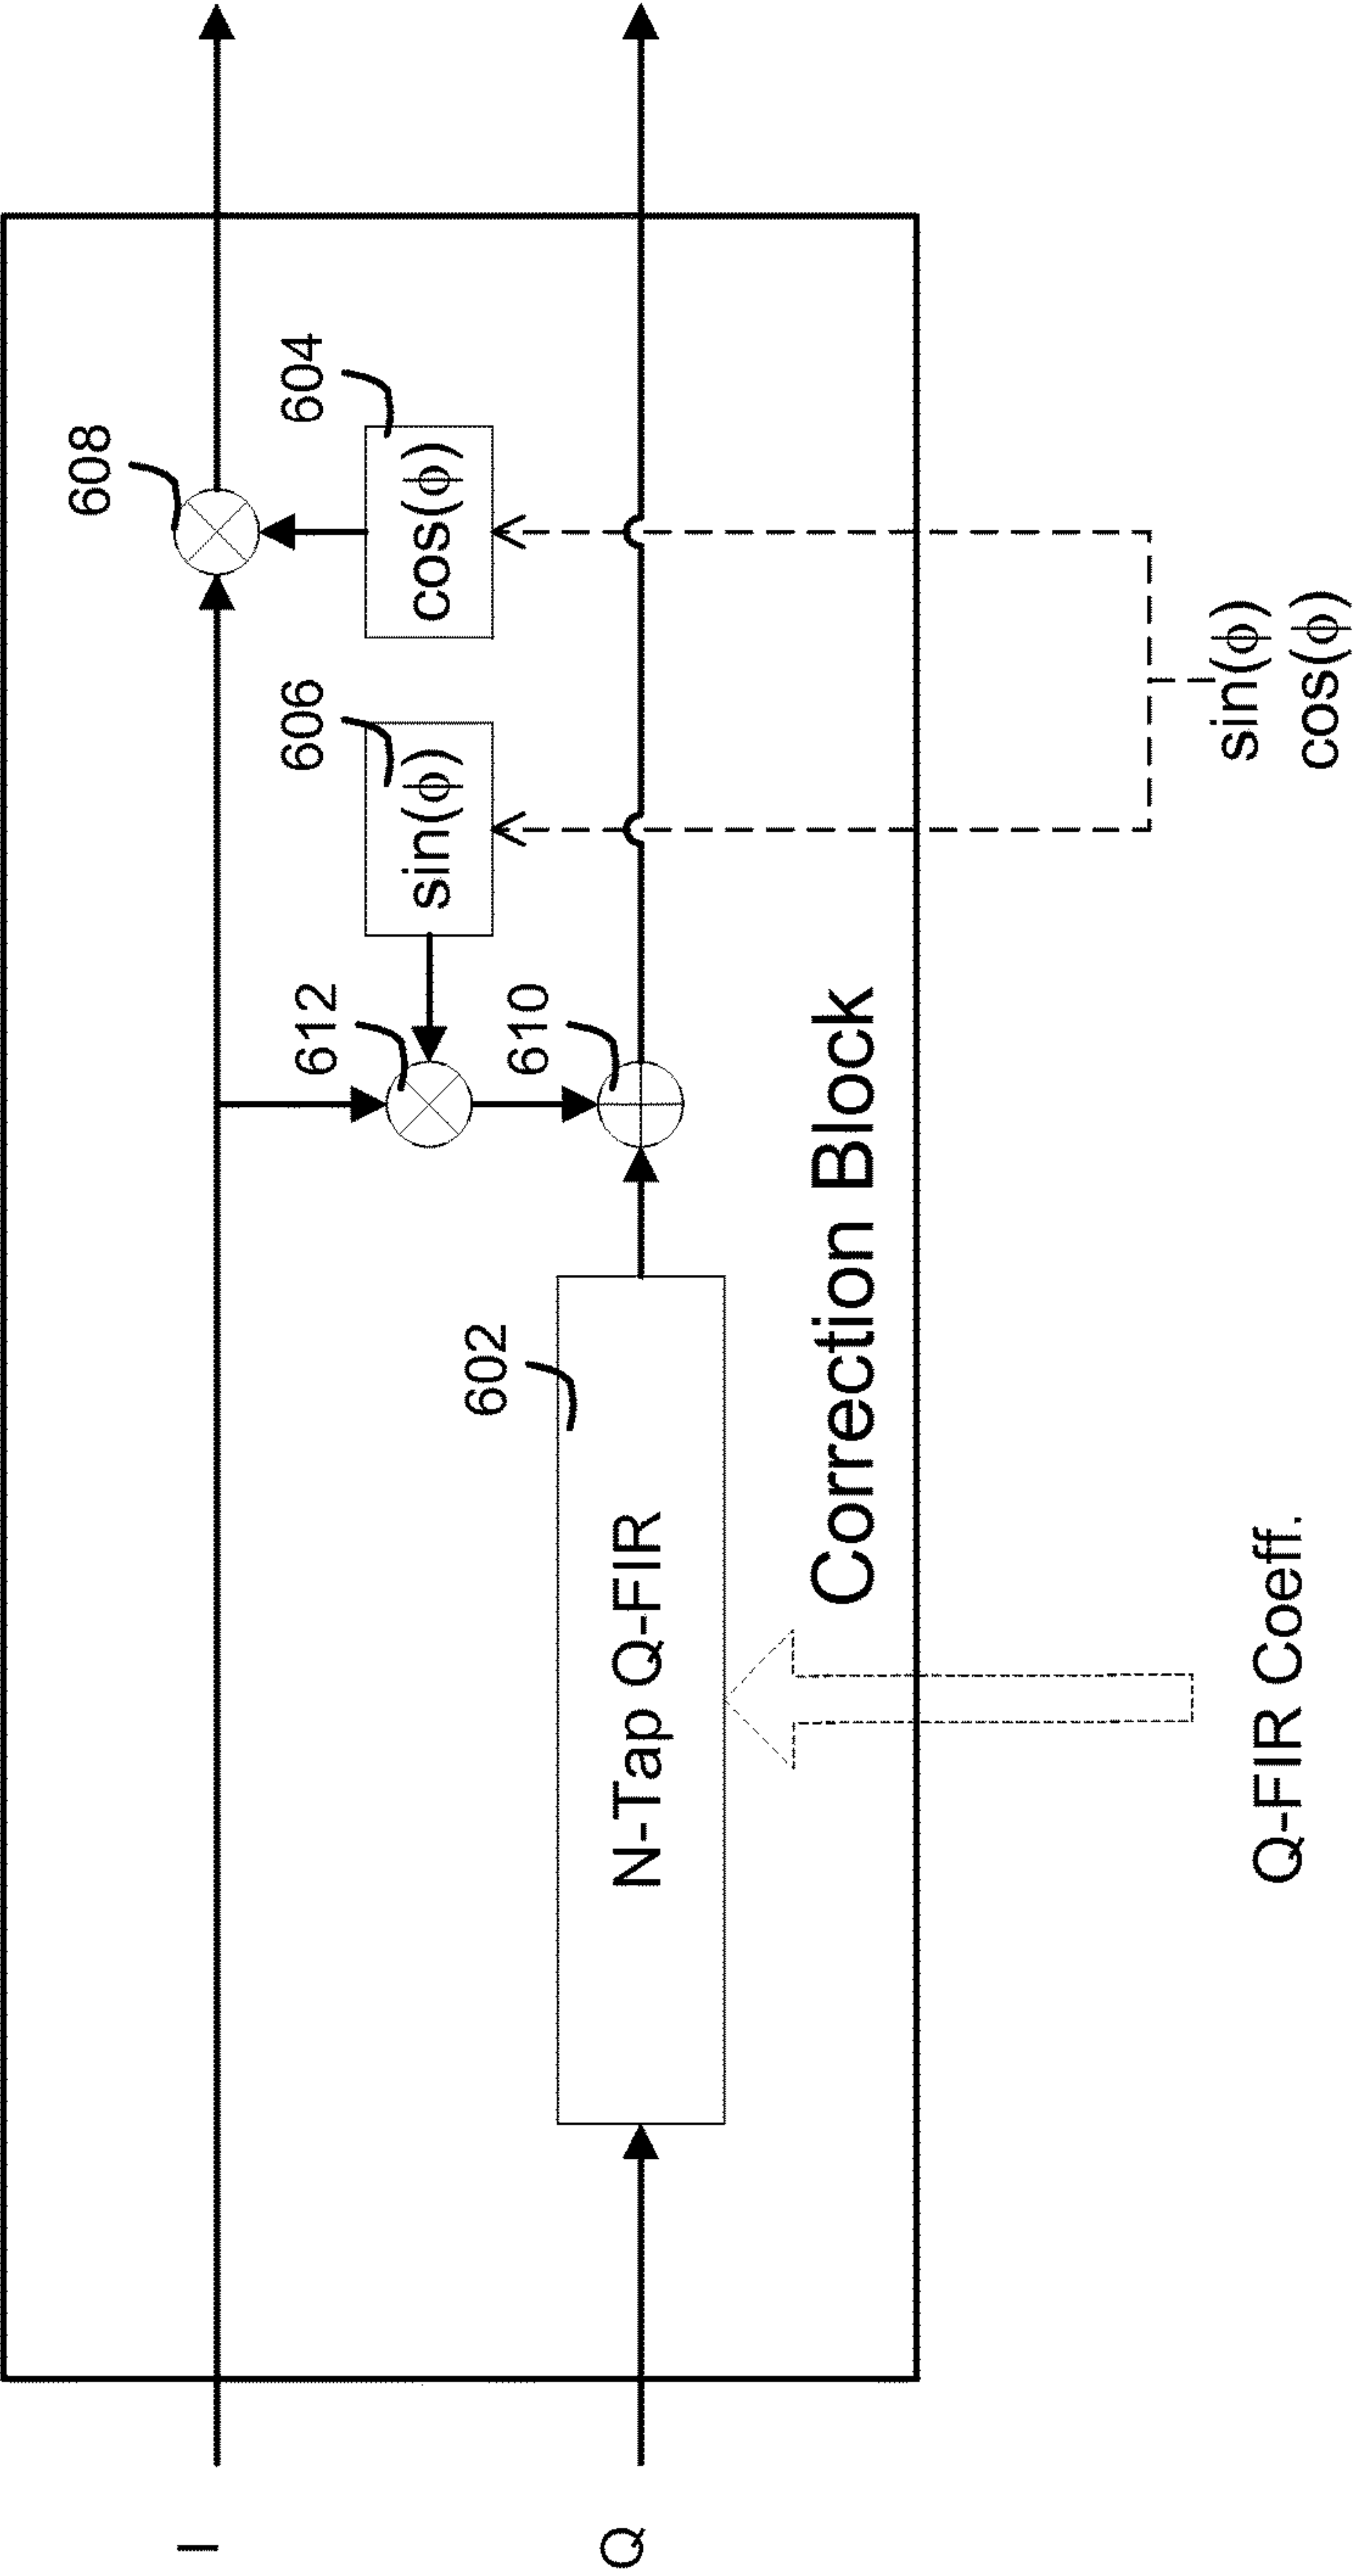 I
608
604
cos(ϕ)
606
sin(ϕ)
612
610
Q
602
N-Tap Q-FIR
Correction Block
sin(ϕ)
cos(ϕ)
Q-FIR Coeff.